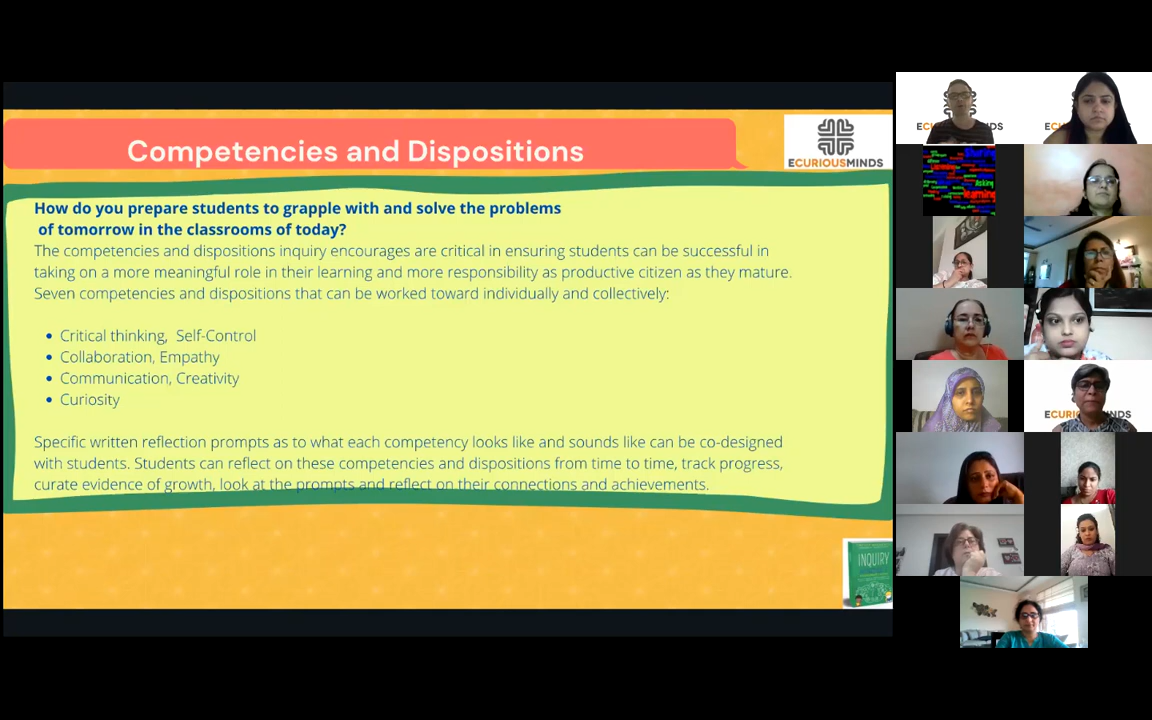 Competencies and Dispositions
ECURIOUSMINDS
How do you prepare students to grapple with and solve the problems
of tomorrow in the classrooms of today?
The competencies and dispositions inquiry encourages are critical in ensuring students can be successful in
taking on a more meaningful role in their learning and more responsibility as productive citizen as they mature.
Seven competencies and dispositions that can be worked toward individually and collectively:
• Critical thinking, Self-Control
• Collaboration, Empathy
• Communication, Creativity
• Curiosity
Specific written reflection prompts as to what each competency looks like and sounds like can be co-designed
with students. Students can reflect on these competencies and dispositions from time to time, track progress,
curate evidence of growth, look at the prompts and reflect on their connections and achievements.
INQUIRY
Asking
learning